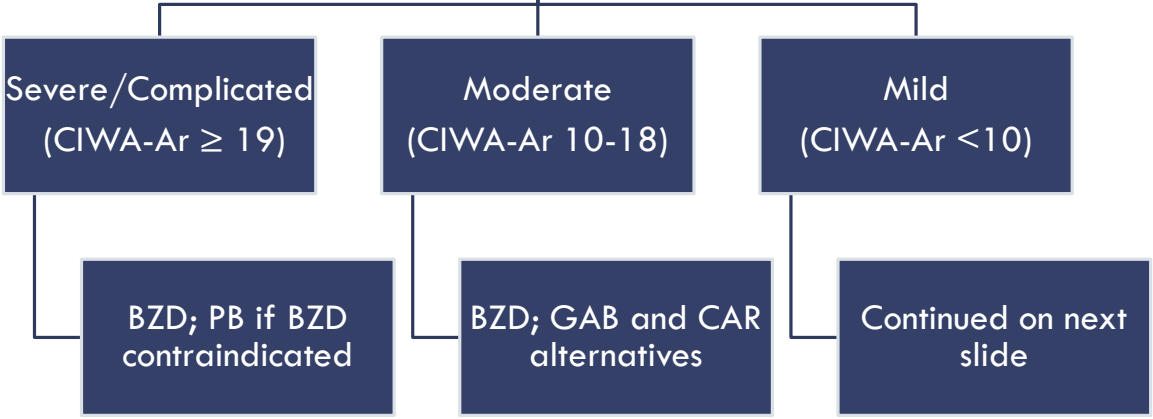 Severe/Complicated
(CIWA-Ar ≥ 19)
Moderate
(CIWA-Ar 10-18)
Mild
(CIWA-Ar <10)
BZD; PB if BZD
contraindicated
BZD; GAB and CAR
alternatives
Continued on next
slide